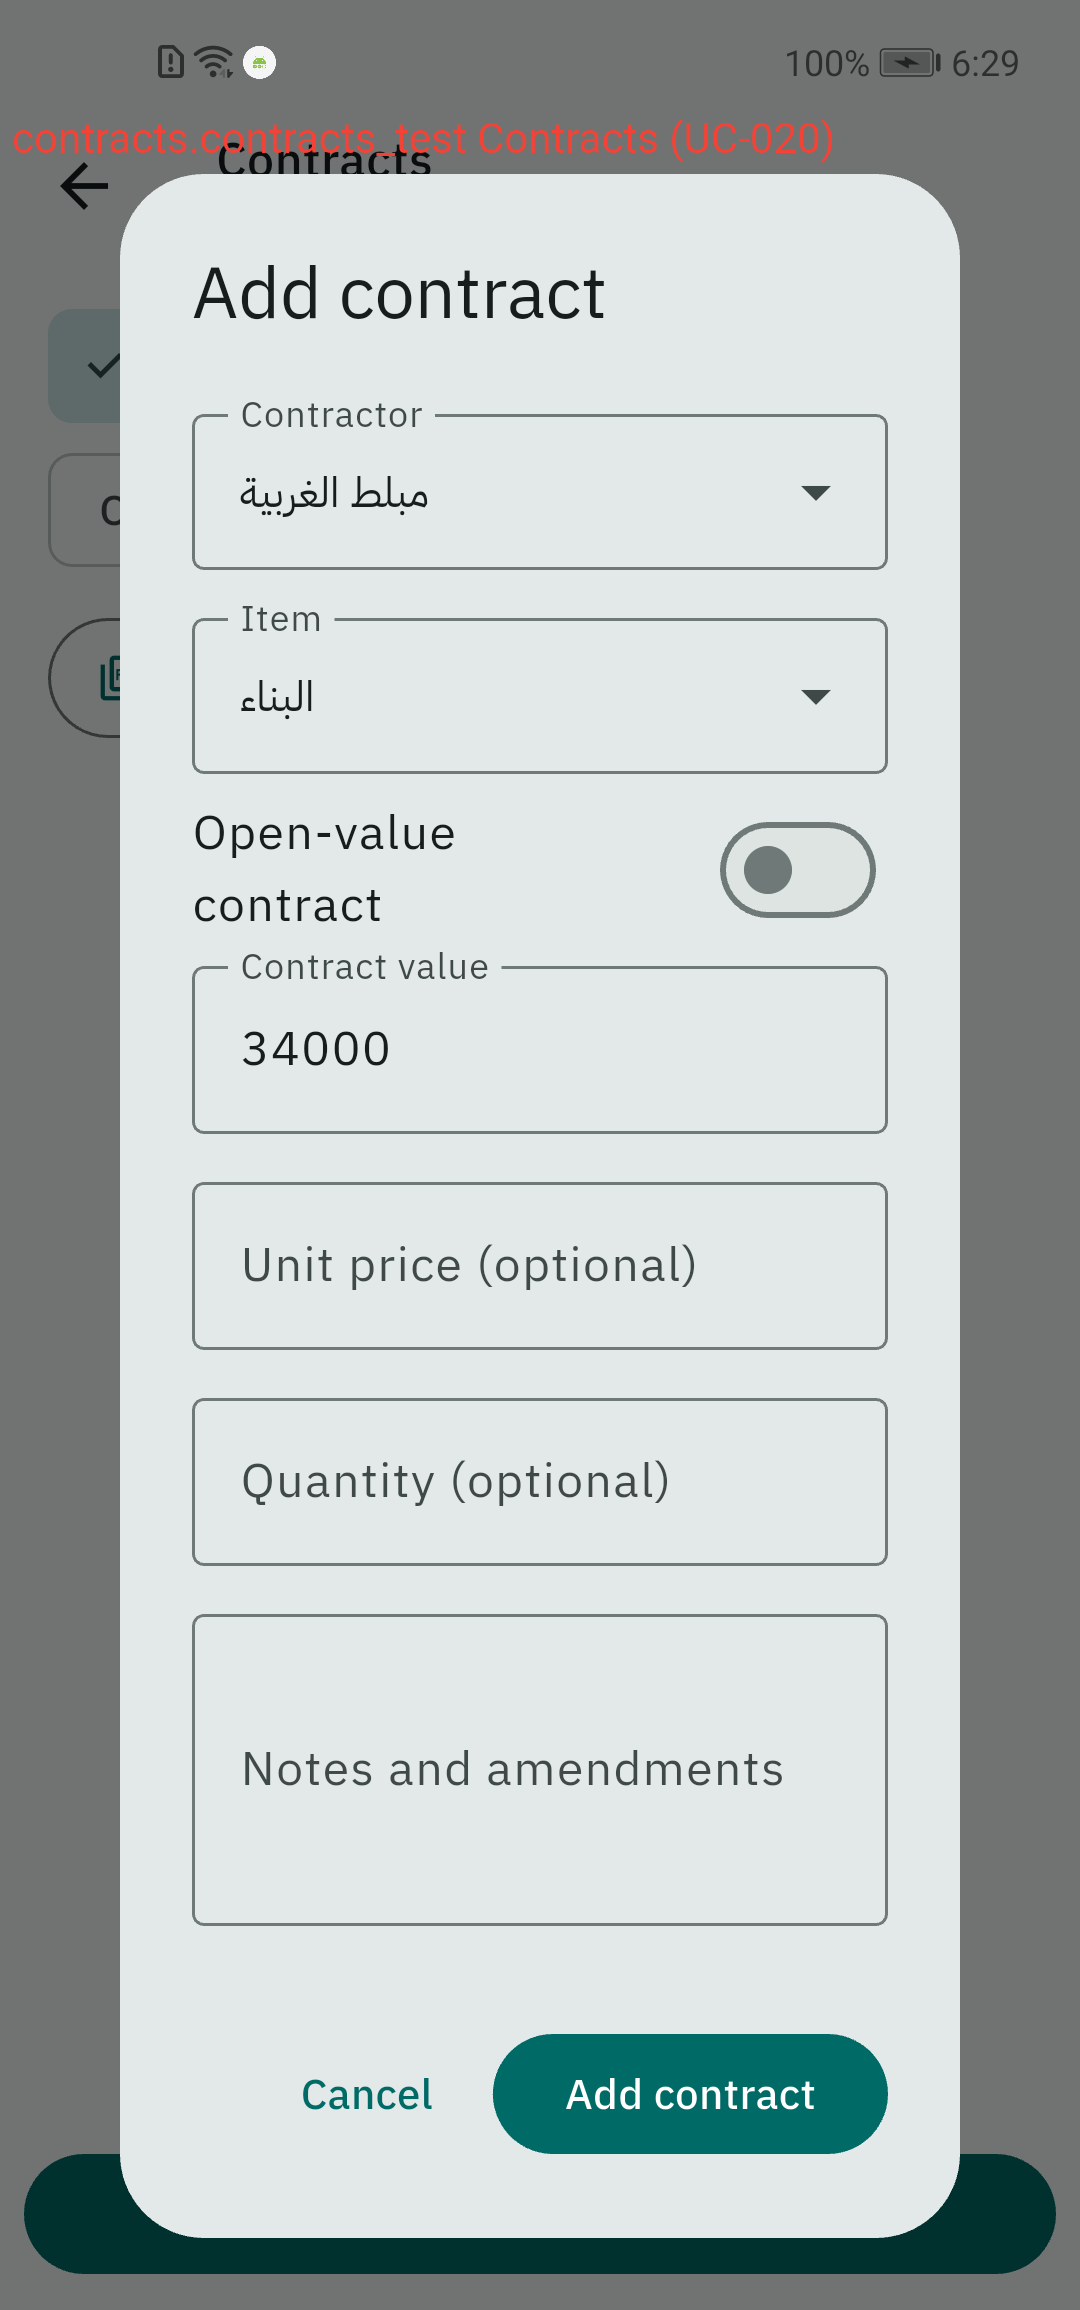 100% 6:29
contracts.contracts_test Contracts (UC-020)
Contracts
Add contract
Contractor
مبلط الغربية
Item
البناء
Open-value
contract
Contract value
34000
Unit price (optional)
Quantity (optional)
Notes and amendments
Cancel
Add contract